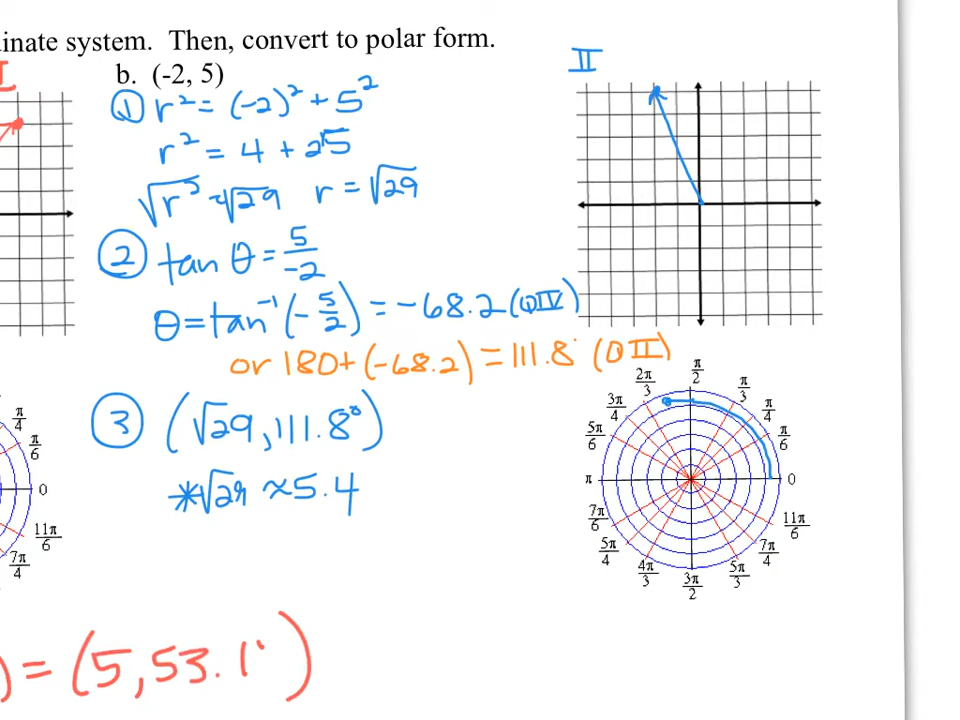 inate system. Then, convert to polar form.
b. (-2, 5)
① r² = (-2)² + 5²
r² = 4 + 25
√r² = √29 r = √29
② tan θ = 5/-2
θ = tan⁻¹(-5/2) = -68.2 (QIV)
or 180 + (-68.2) = 111.8° (QII)
③ (√29, 111.8°)
*√29 ≈ 5.4
) = (5, 53.1°)
II
I
π/2
2π/3 π/3
3π/4 π/4
5π/6 π/6
π 0
7π/6 11π/6
5π/4 7π/4
4π/3 5π/3
3π/2
π/4
π/6
0
11π/6
7π/4